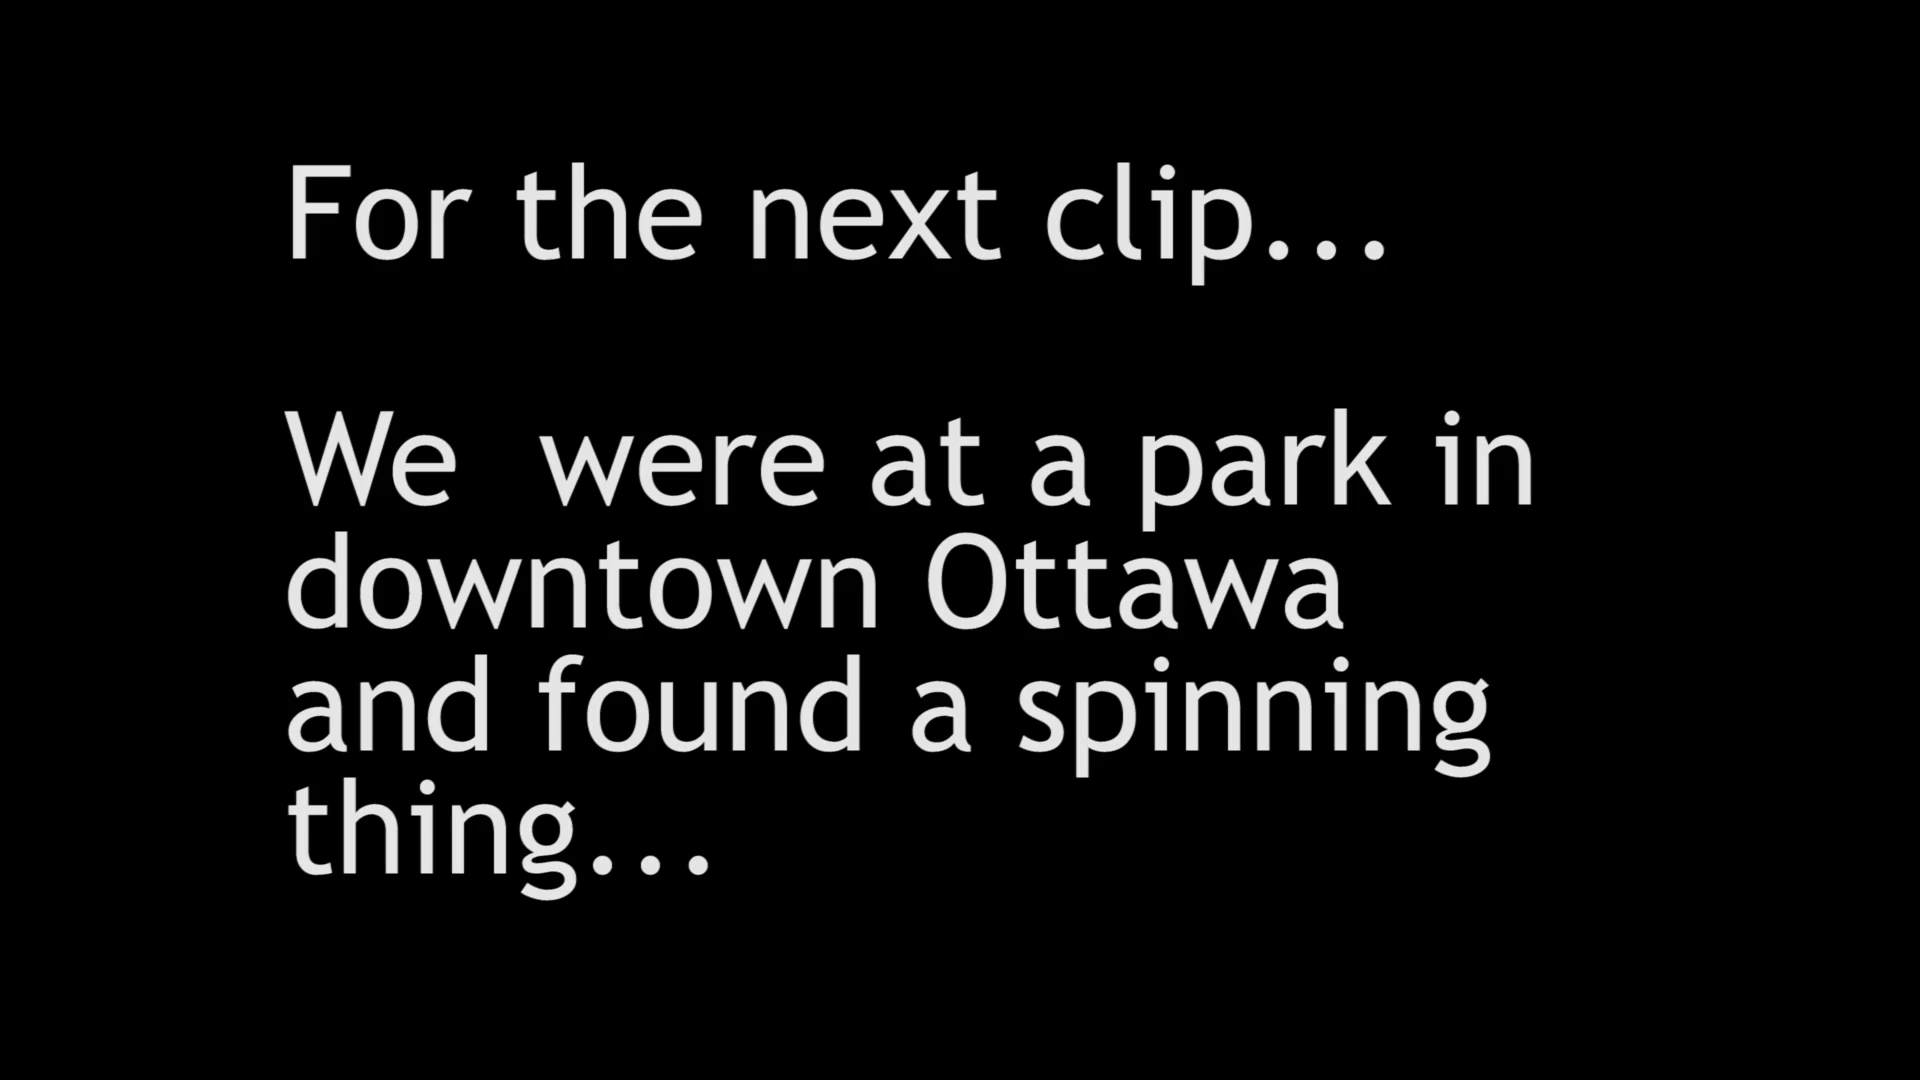 For the next clip...
We  were at a park in
downtown Ottawa
and found a spinning
thing...